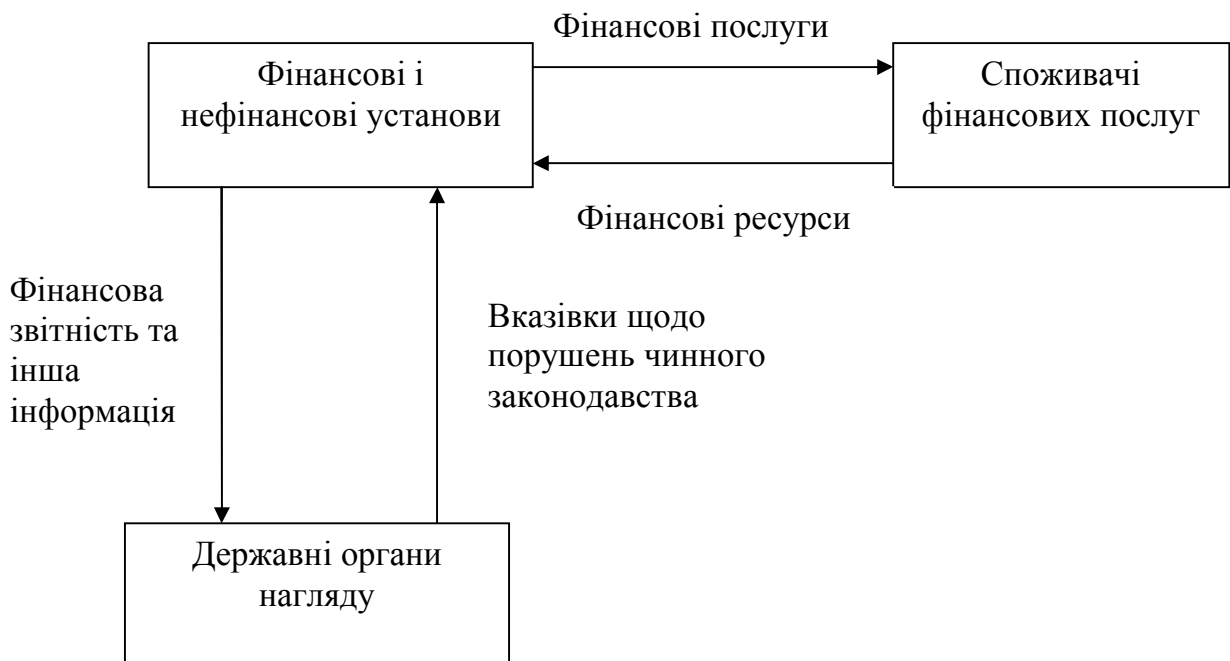 Фінансові послуги
Фінансові і
нефінансові установи
Споживачі
фінансових послуг
Фінансові ресурси
Фінансова
звітність та
інша
інформація
Вказівки щодо
порушень чинного
законодавства
Державні органи
нагляду